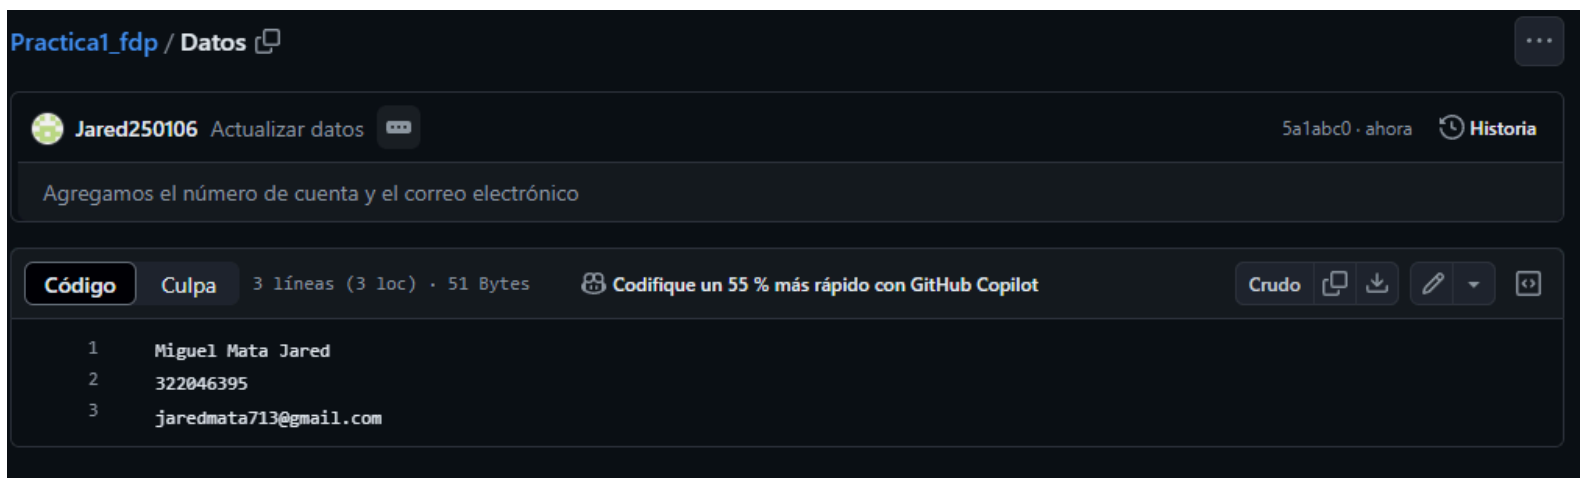 Practica1_fdp / Datos
Jared250106 Actualizar datos
5a1abc0 · ahora Historia
Agregamos el número de cuenta y el correo electrónico
Código Culpa 3 líneas (3 loc) · 51 Bytes Codifique un 55 % más rápido con GitHub Copilot Crudo
1 Miguel Mata Jared
2 322046395
3 jaredmata713@gmail.com